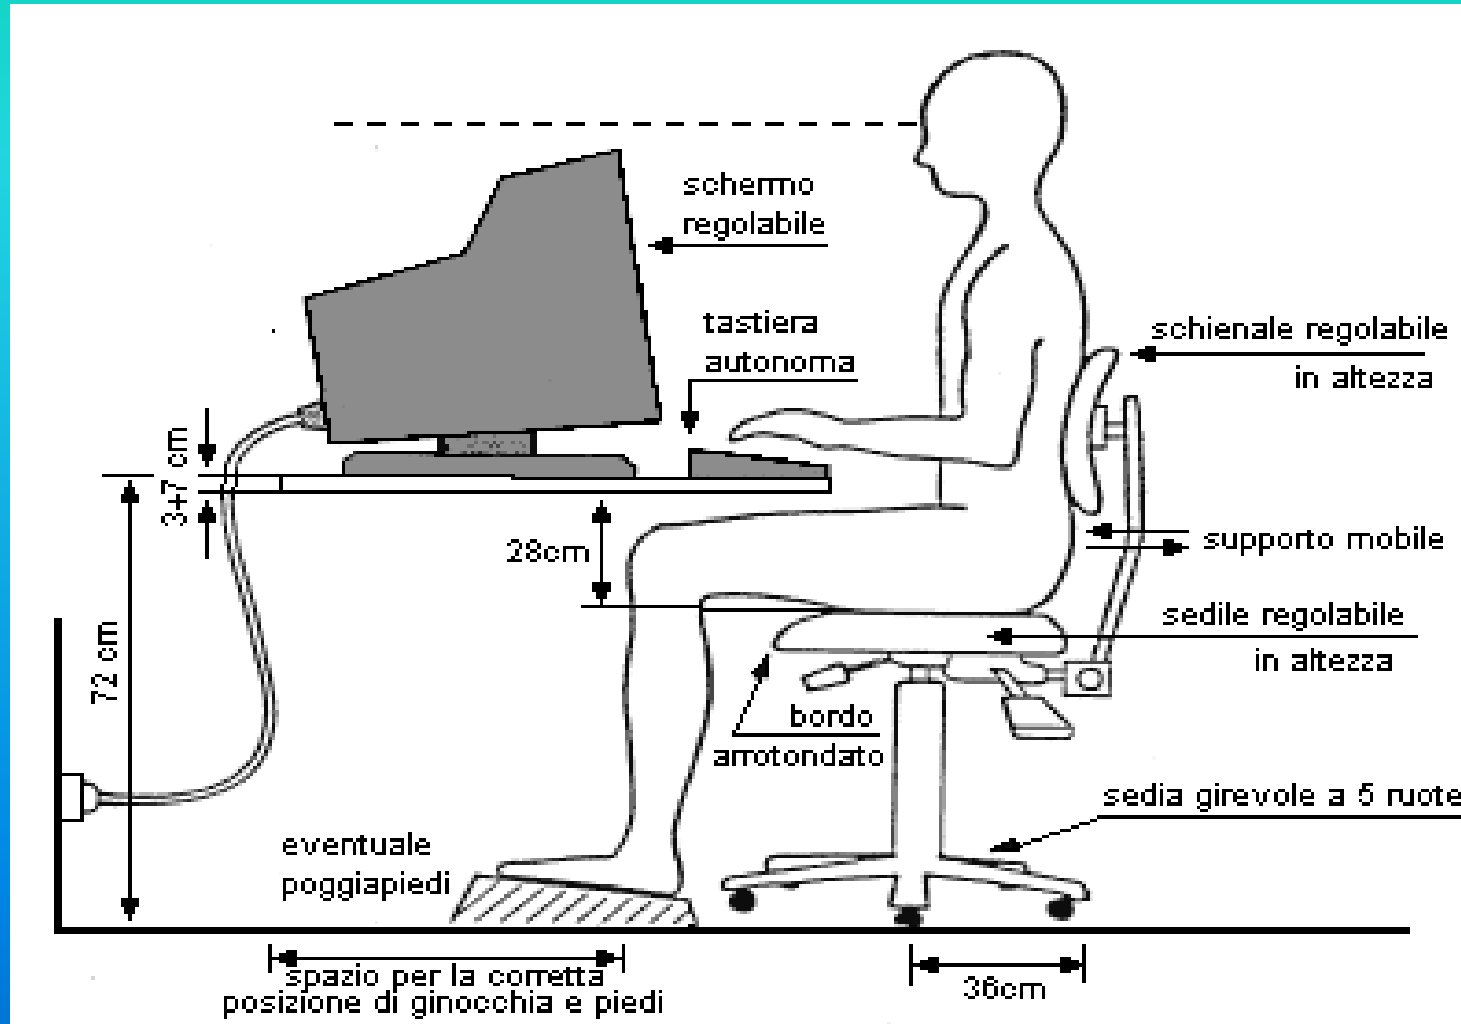 schermo
regolabile
tastiera
autonoma
schienale regolabile
in altezza
3+7 cm
28cm
supporto mobile
sedile regolabile
in altezza
72 cm
bordo
arrotondato
sedia girevole a 5 ruote
eventuale
poggiapiedi
spazio per la corretta
posizione di ginocchia e piedi
36cm